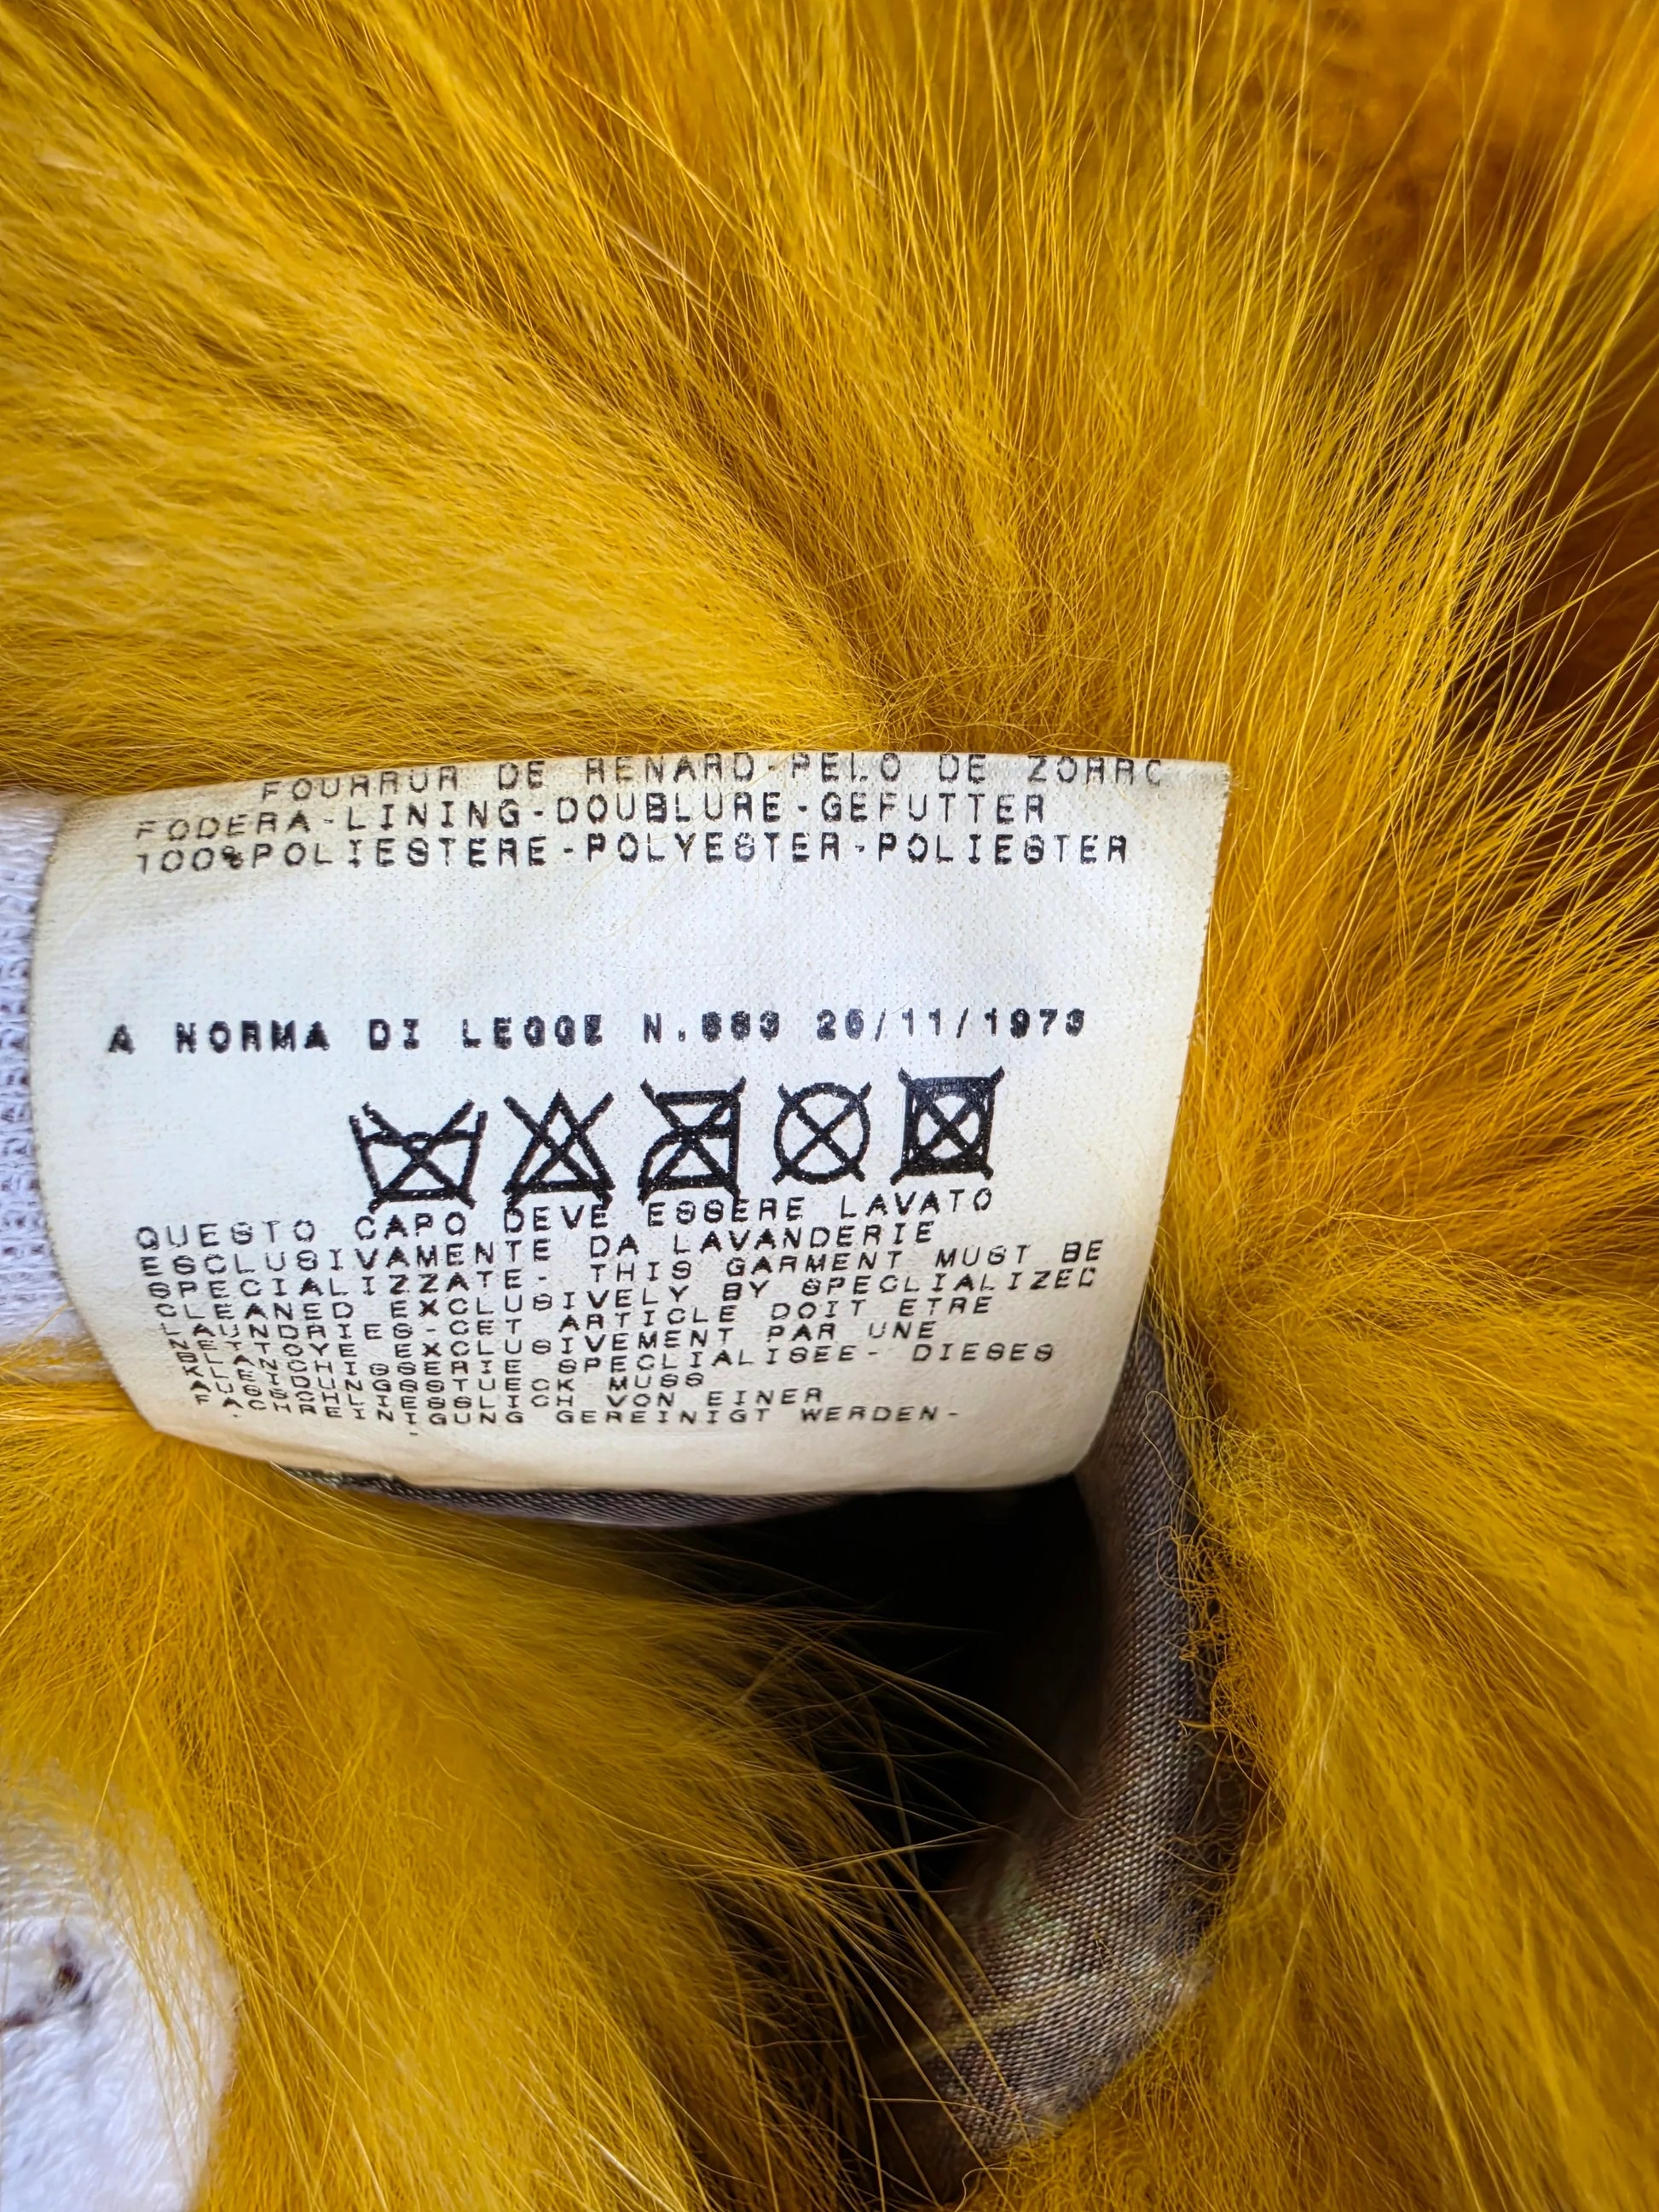 FOURRUR DE RENARD-PELO DE ZORRO
FODERA-LINING-DOUBLURE-GEFUTTER
100%POLIESTERE-POLYESTER-POLIESTER
A NORMA DI LEGGE N.883 26/11/1973
QUESTO CAPO DEVE ESSERE LAVATO
ESCLUSIVAMENTE DA LAVANDERIE
SPECIALIZZATE- THIS GARMENT MUST BE
CLEANED EXCLUSIVELY BY SPECLIALIZED
LAUNDRIES-CET ARTICLE DOIT ETRE
NETTOYE EXCLUSIVEMENT PAR UNE
BLANCHISSERIE SPECLIALISEE- DIESES
KLEIDUNGSSTUECK MUSS
AUSSCHLIESSLICH VON EINER
FACHREINIGUNG GEREINIGT WERDEN-